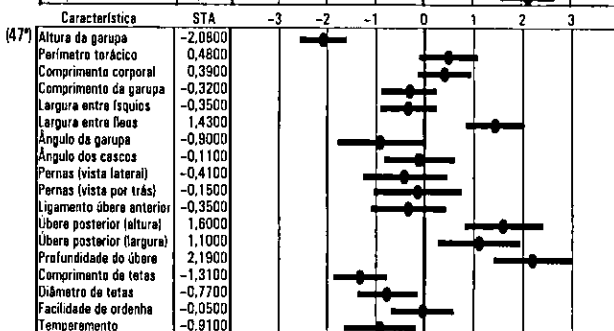 Característica STA -3 -2 -1 0 1 2 3
(47ª) Altura da garupa -2,0800
Perímetro torácico 0,4800
Comprimento corporal 0,3900
Comprimento da garupa -0,3200
Largura entre Ísquios -0,3500
Largura entre Íleos 1,4300
Ângulo da garupa -0,9000
Ângulo dos cascos -0,1100
Pernas (vista lateral) -0,4100
Pernas (vista por trás) -0,1500
Ligamento úbere anterior -0,3500
Úbere posterior (altura) 1,6000
Úbere posterior (largura) 1,1000
Profundidade do úbere 2,1900
Comprimento de tetas -1,3100
Diâmetro de tetas -0,7700
Facilidade de ordenha -0,0500
Temperamento -0,9100